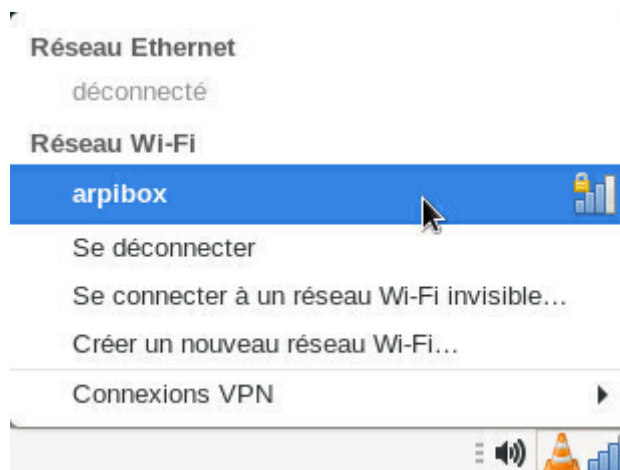 Réseau Ethernet
déconnecté
Réseau Wi-Fi
arpibox
Se déconnecter
Se connecter à un réseau Wi-Fi invisible…
Créer un nouveau réseau Wi-Fi…
Connexions VPN